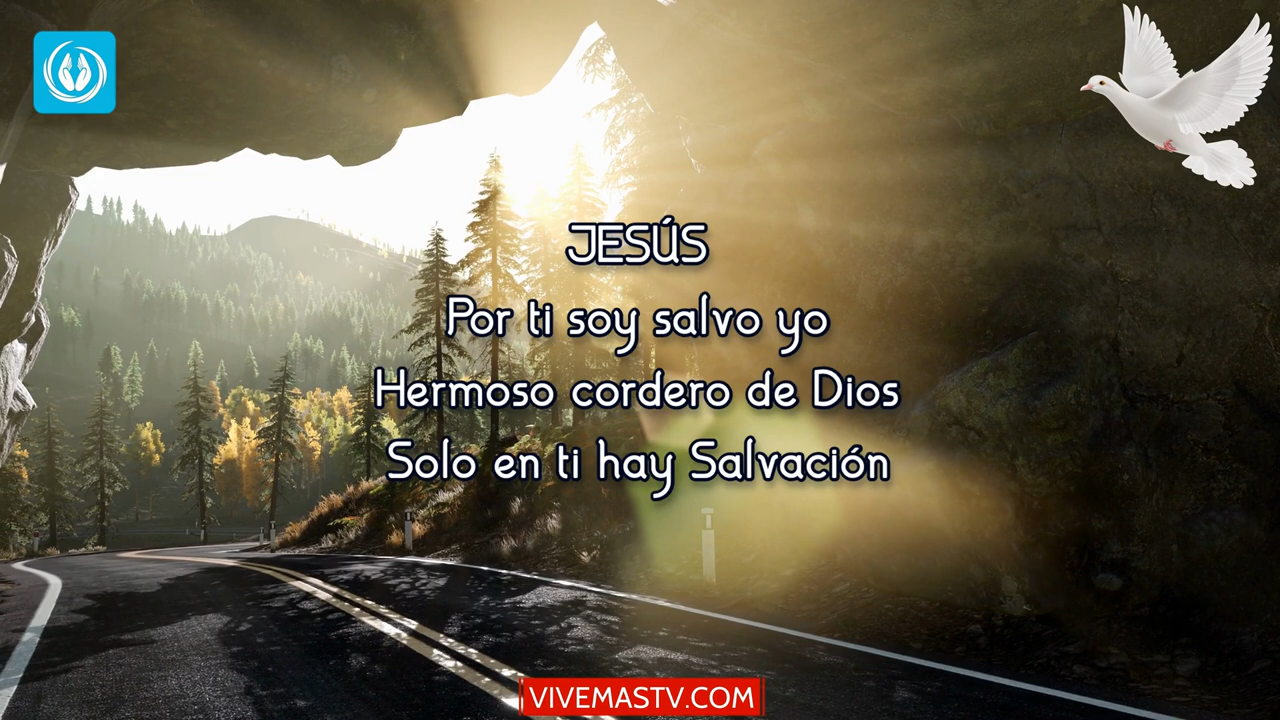 JESÚS
Por ti soy salvo yo
Hermoso cordero de Dios
Solo en ti hay Salvación
VIVEMASTV.COM